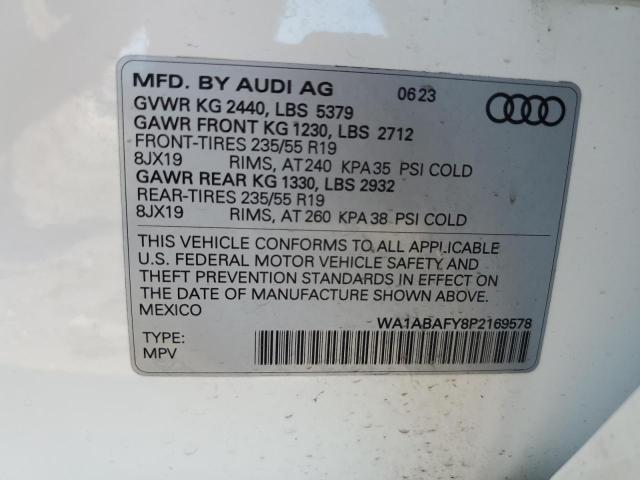 MFD. BY AUDI AG 0623
GVWR KG 2440, LBS 5379
GAWR FRONT KG 1230, LBS 2712
FRONT-TIRES 235/55 R19
8JX19 RIMS, AT 240 KPA 35 PSI COLD
GAWR REAR KG 1330, LBS 2932
REAR-TIRES 235/55 R19
8JX19 RIMS, AT 260 KPA 38 PSI COLD
THIS VEHICLE CONFORMS TO ALL APPLICABLE
U.S. FEDERAL MOTOR VEHICLE SAFETY AND
THEFT PREVENTION STANDARDS IN EFFECT ON
THE DATE OF MANUFACTURE SHOWN ABOVE.
MEXICO
WA1ABAFY8P2169578
TYPE:
MPV